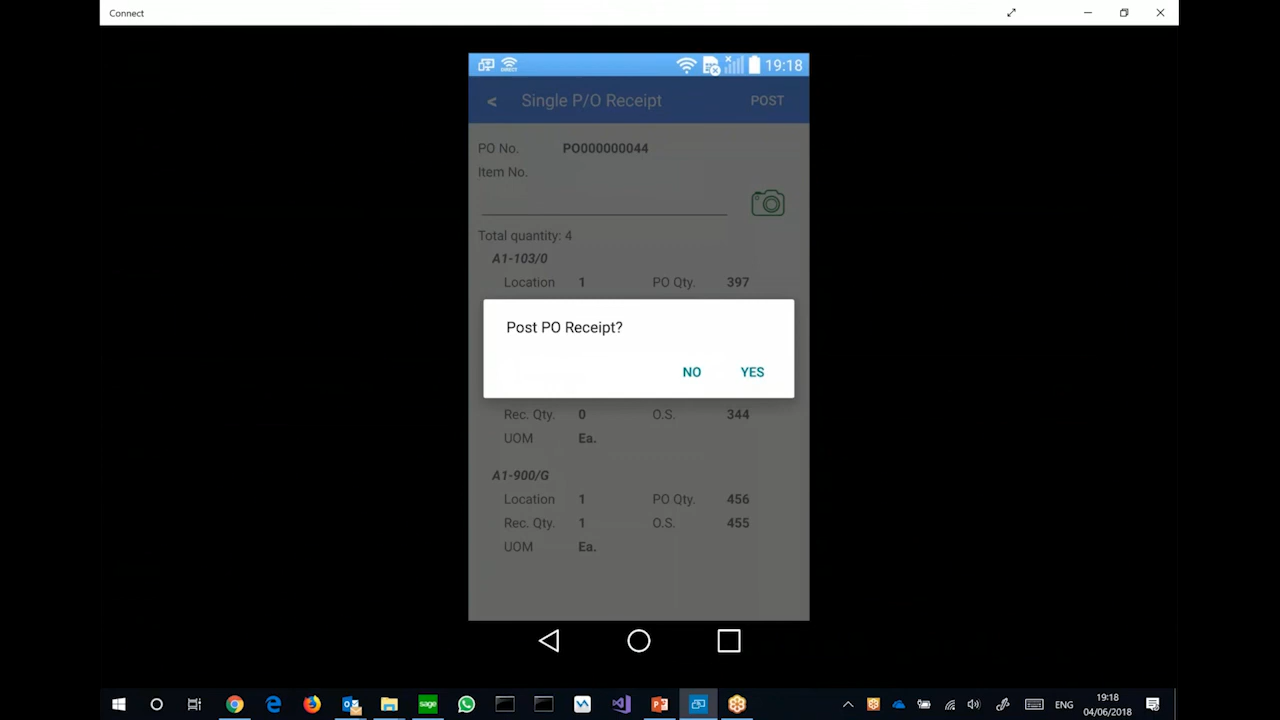 Connect
DIRECT
19:18
< Single P/O Receipt POST
PO No. PO000000044
Item No.
Total quantity: 4
A1-103/0
Location 1 PO Qty. 397
Post PO Receipt?
NO YES
Rec. Qty. 0 O.S. 344
UOM Ea.
A1-900/G
Location 1 PO Qty. 456
Rec. Qty. 1 O.S. 455
UOM Ea.
sage
ENG
19:18
04/06/2018